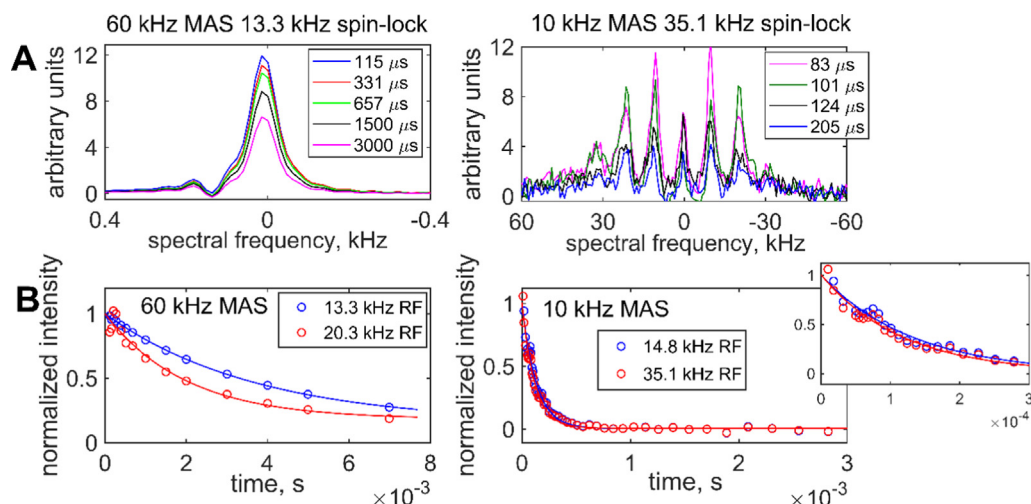 60 kHz MAS 13.3 kHz spin-lock
10 kHz MAS 35.1 kHz spin-lock
A
arbitrary units
12
8
4
0
115 μs
331 μs
657 μs
1500 μs
3000 μs
0.4
0
-0.4
spectral frequency, kHz
arbitrary units
12
8
4
0
83 μs
101 μs
124 μs
205 μs
60
30
0
-30
-60
spectral frequency, kHz
B
normalized intensity
1
0.5
0
60 kHz MAS
13.3 kHz RF
20.3 kHz RF
0
2
4
6
8
time, s
×10⁻³
normalized intensity
1
0.5
0
10 kHz MAS
14.8 kHz RF
35.1 kHz RF
0
1
2
3
time, s
×10⁻³
1
0.5
0
0
1
2
3
×10⁻⁴